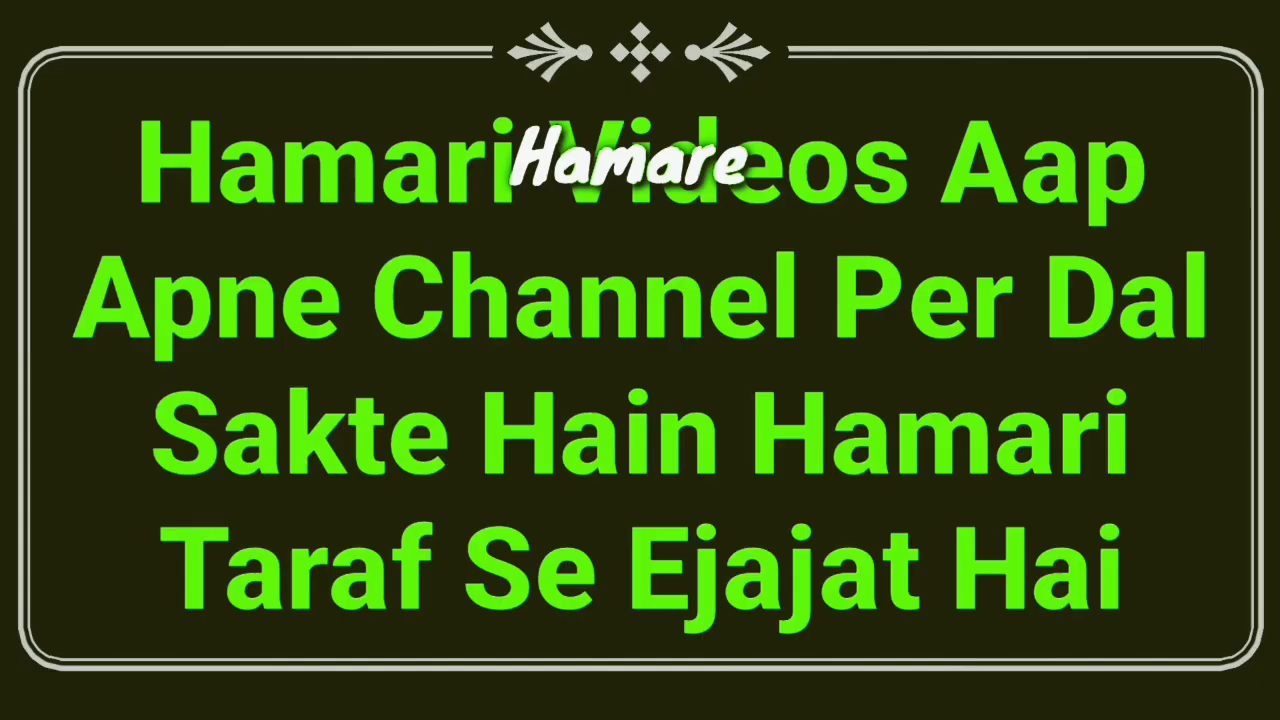 Hamari Videos Aap
Hamare
Apne Channel Per Dal
Sakte Hain Hamari
Taraf Se Ejajat Hai